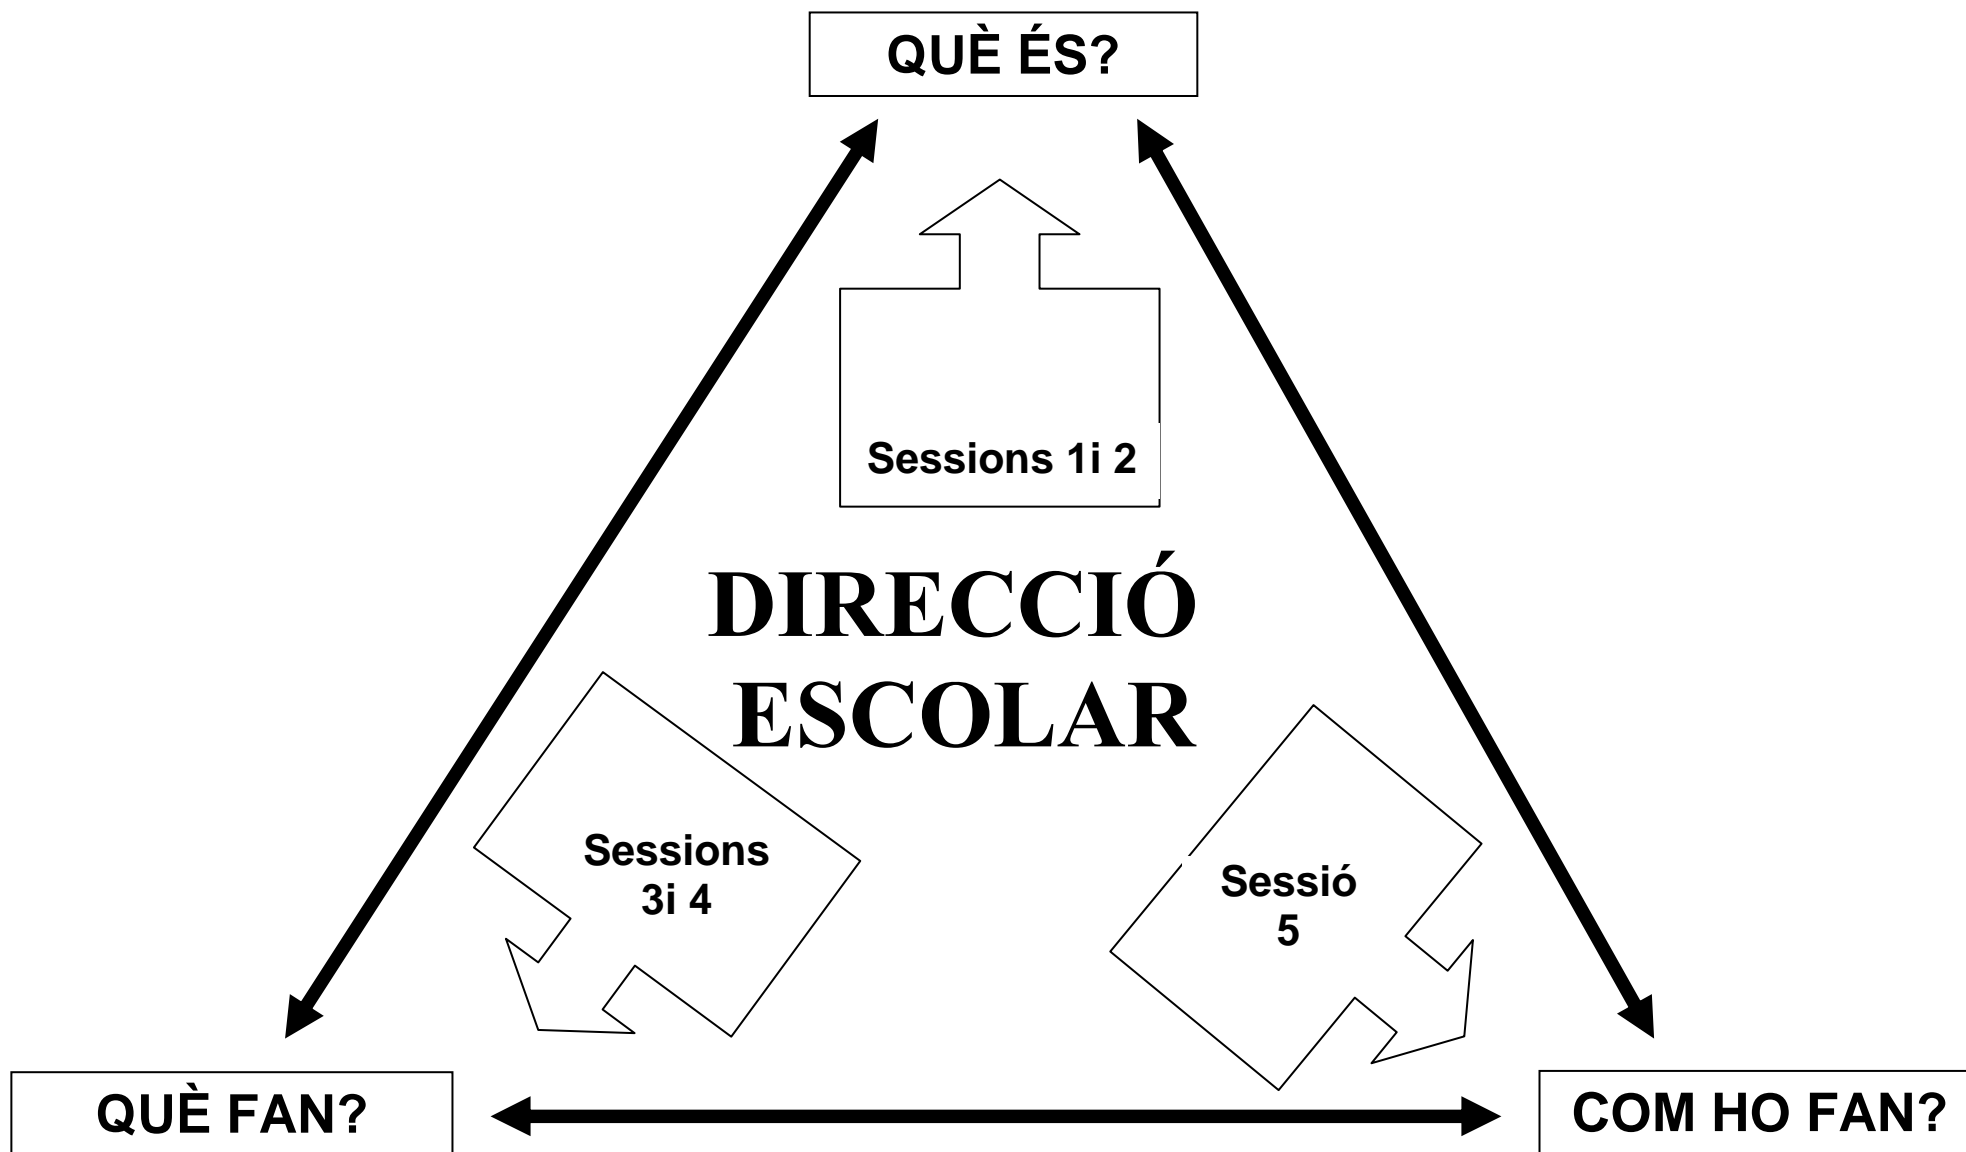 QUÈ ÉS?
Sessions 1i 2
DIRECCIÓ
ESCOLAR
Sessions
3i 4
Sessió
5
QUÈ FAN?
COM HO FAN?